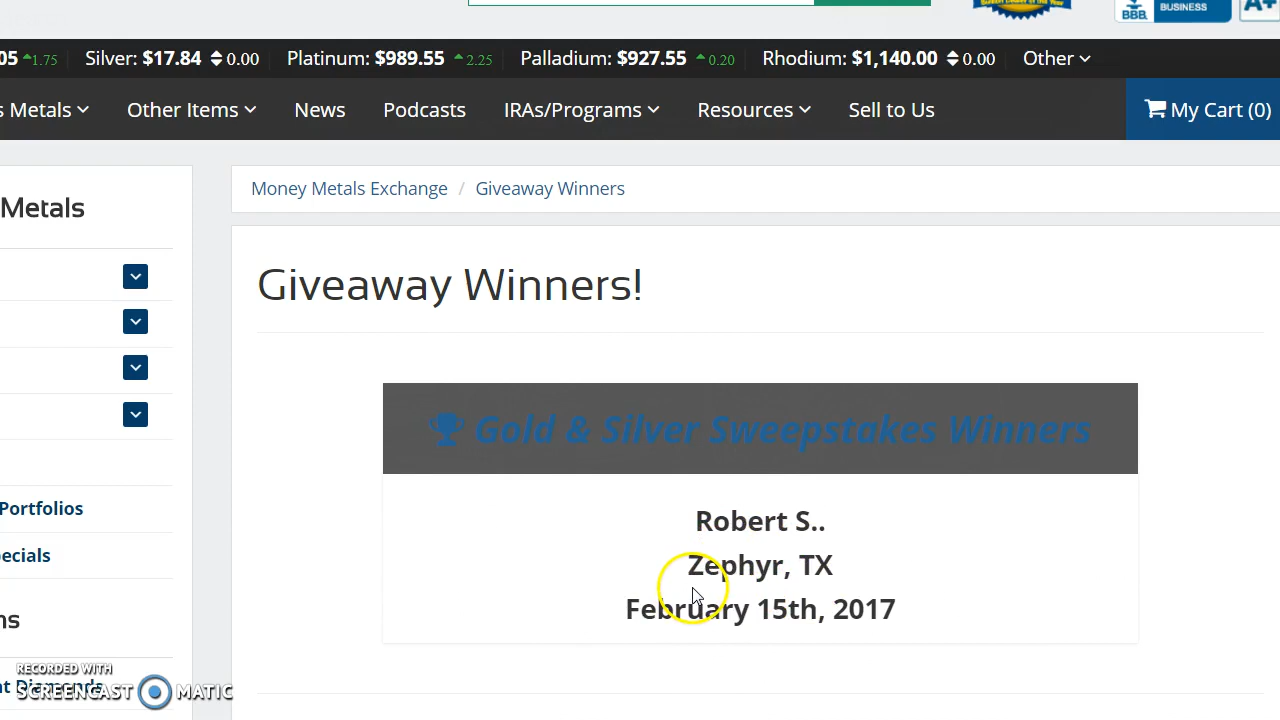 BBB. BUSINESS A+
05 1.75 Silver: $17.84 0.00 Platinum: $989.55 2.25 Palladium: $927.55 0.20 Rhodium: $1,140.00 0.00 Other
s Metals Other Items News Podcasts IRAs/Programs Resources Sell to Us My Cart (0)
Money Metals Exchange / Giveaway Winners
Metals
Giveaway Winners!
Gold & Silver Sweepstakes Winners
Robert S..
Zephyr, TX
February 15th, 2017
Portfolios
ecials
ns
RECORDED WITH
SCREENCAST MATIC